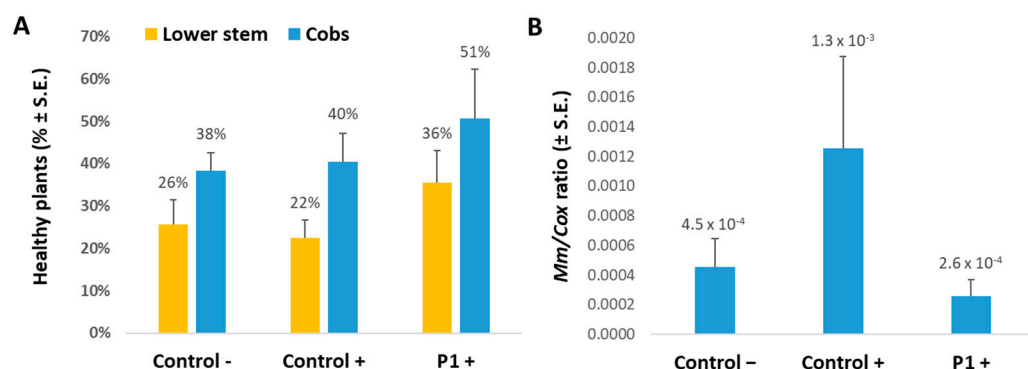 A
Lower stem
Cobs
Healthy plants (% ± S.E.)
70%
60%
50%
40%
30%
20%
10%
0%
26%
38%
22%
40%
36%
51%
Control -
Control +
P1 +
B
Mm/Cox ratio (± S.E.)
0.0020
0.0018
0.0016
0.0014
0.0012
0.0010
0.0008
0.0006
0.0004
0.0002
0.0000
4.5 x 10⁻⁴
1.3 x 10⁻³
2.6 x 10⁻⁴
Control –
Control +
P1 +